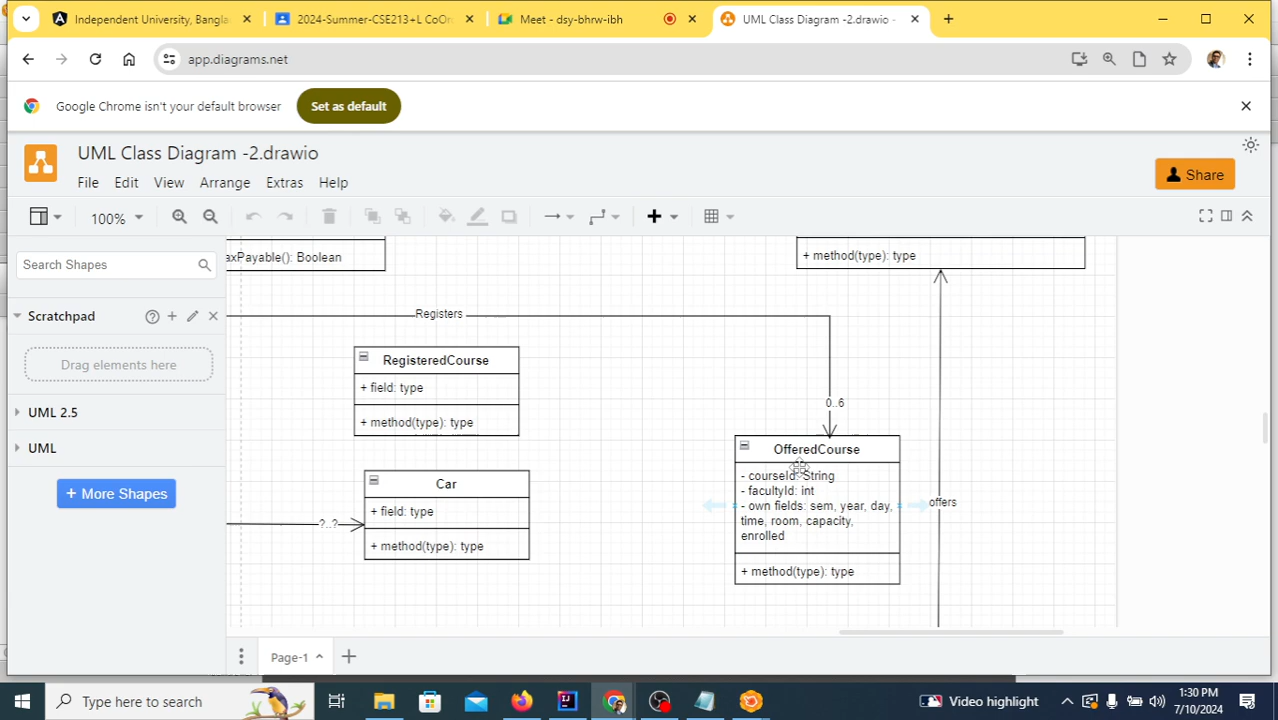 Independent University, Bangla
2024-Summer-CSE213+L CoOr
Meet - dsy-bhrw-ibh
UML Class Diagram -2.drawio -
app.diagrams.net
Google Chrome isn't your default browser
Set as default
UML Class Diagram -2.drawio
File Edit View Arrange Extras Help
Share
100%
Search Shapes
Scratchpad
Drag elements here
UML 2.5
UML
+ More Shapes
axPayable(): Boolean
+ method(type): type
Registers
RegisteredCourse
+ field: type
+ method(type): type
0..6
Car
+ field: type
+ method(type): type
?..?
OfferedCourse
- courseId: String
- facultyId: int
- own fields: sem, year, day,
time, room, capacity,
enrolled
+ method(type): type
offers
Page-1
Type here to search
Video highlight
1:30 PM
7/10/2024